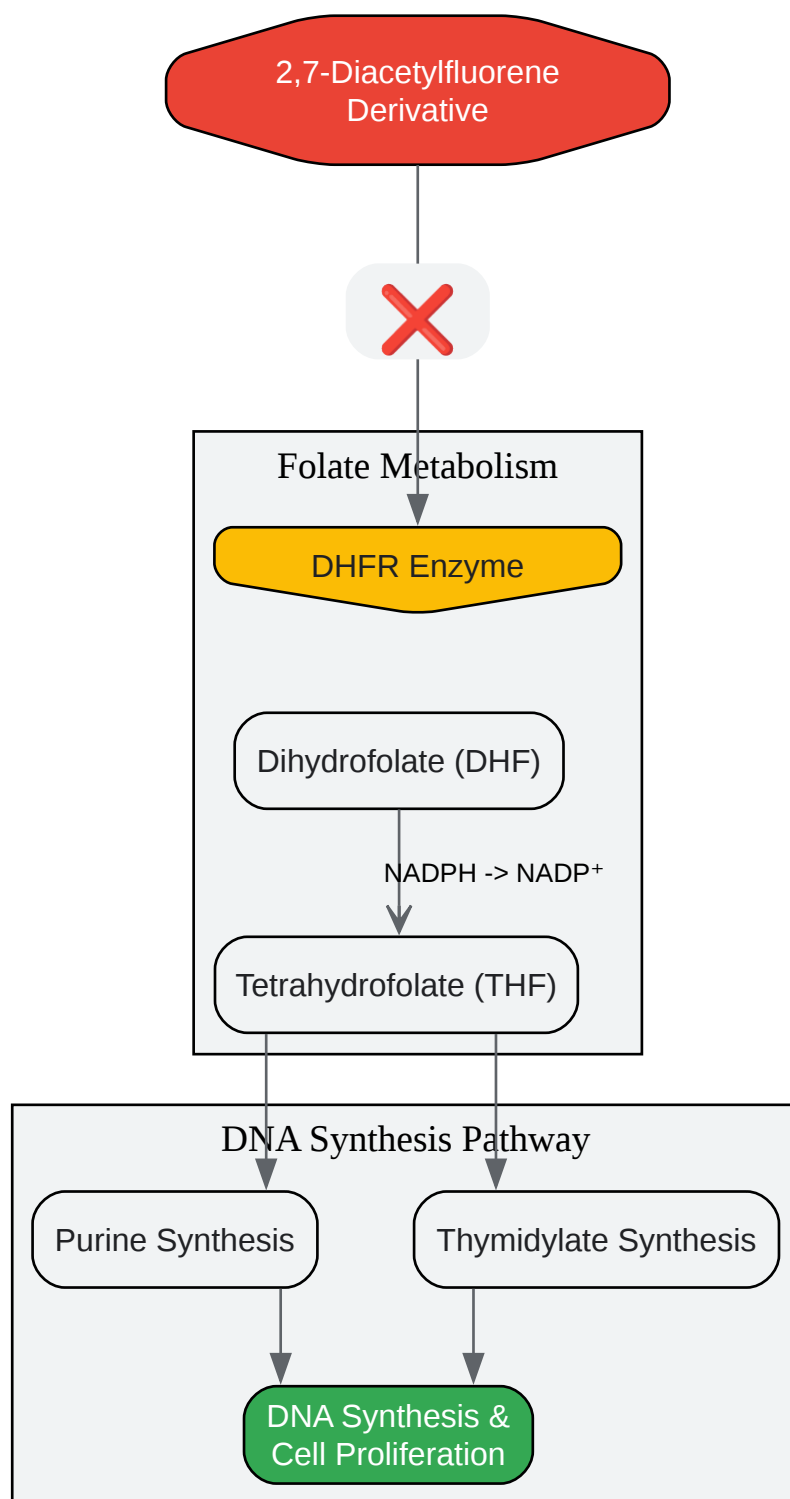 2,7-Diacetylfluorene
Derivative
❌
Folate Metabolism
DHFR Enzyme
Dihydrofolate (DHF)
NADPH -> NADP⁺
Tetrahydrofolate (THF)
DNA Synthesis Pathway
Purine Synthesis
Thymidylate Synthesis
DNA Synthesis &
Cell Proliferation